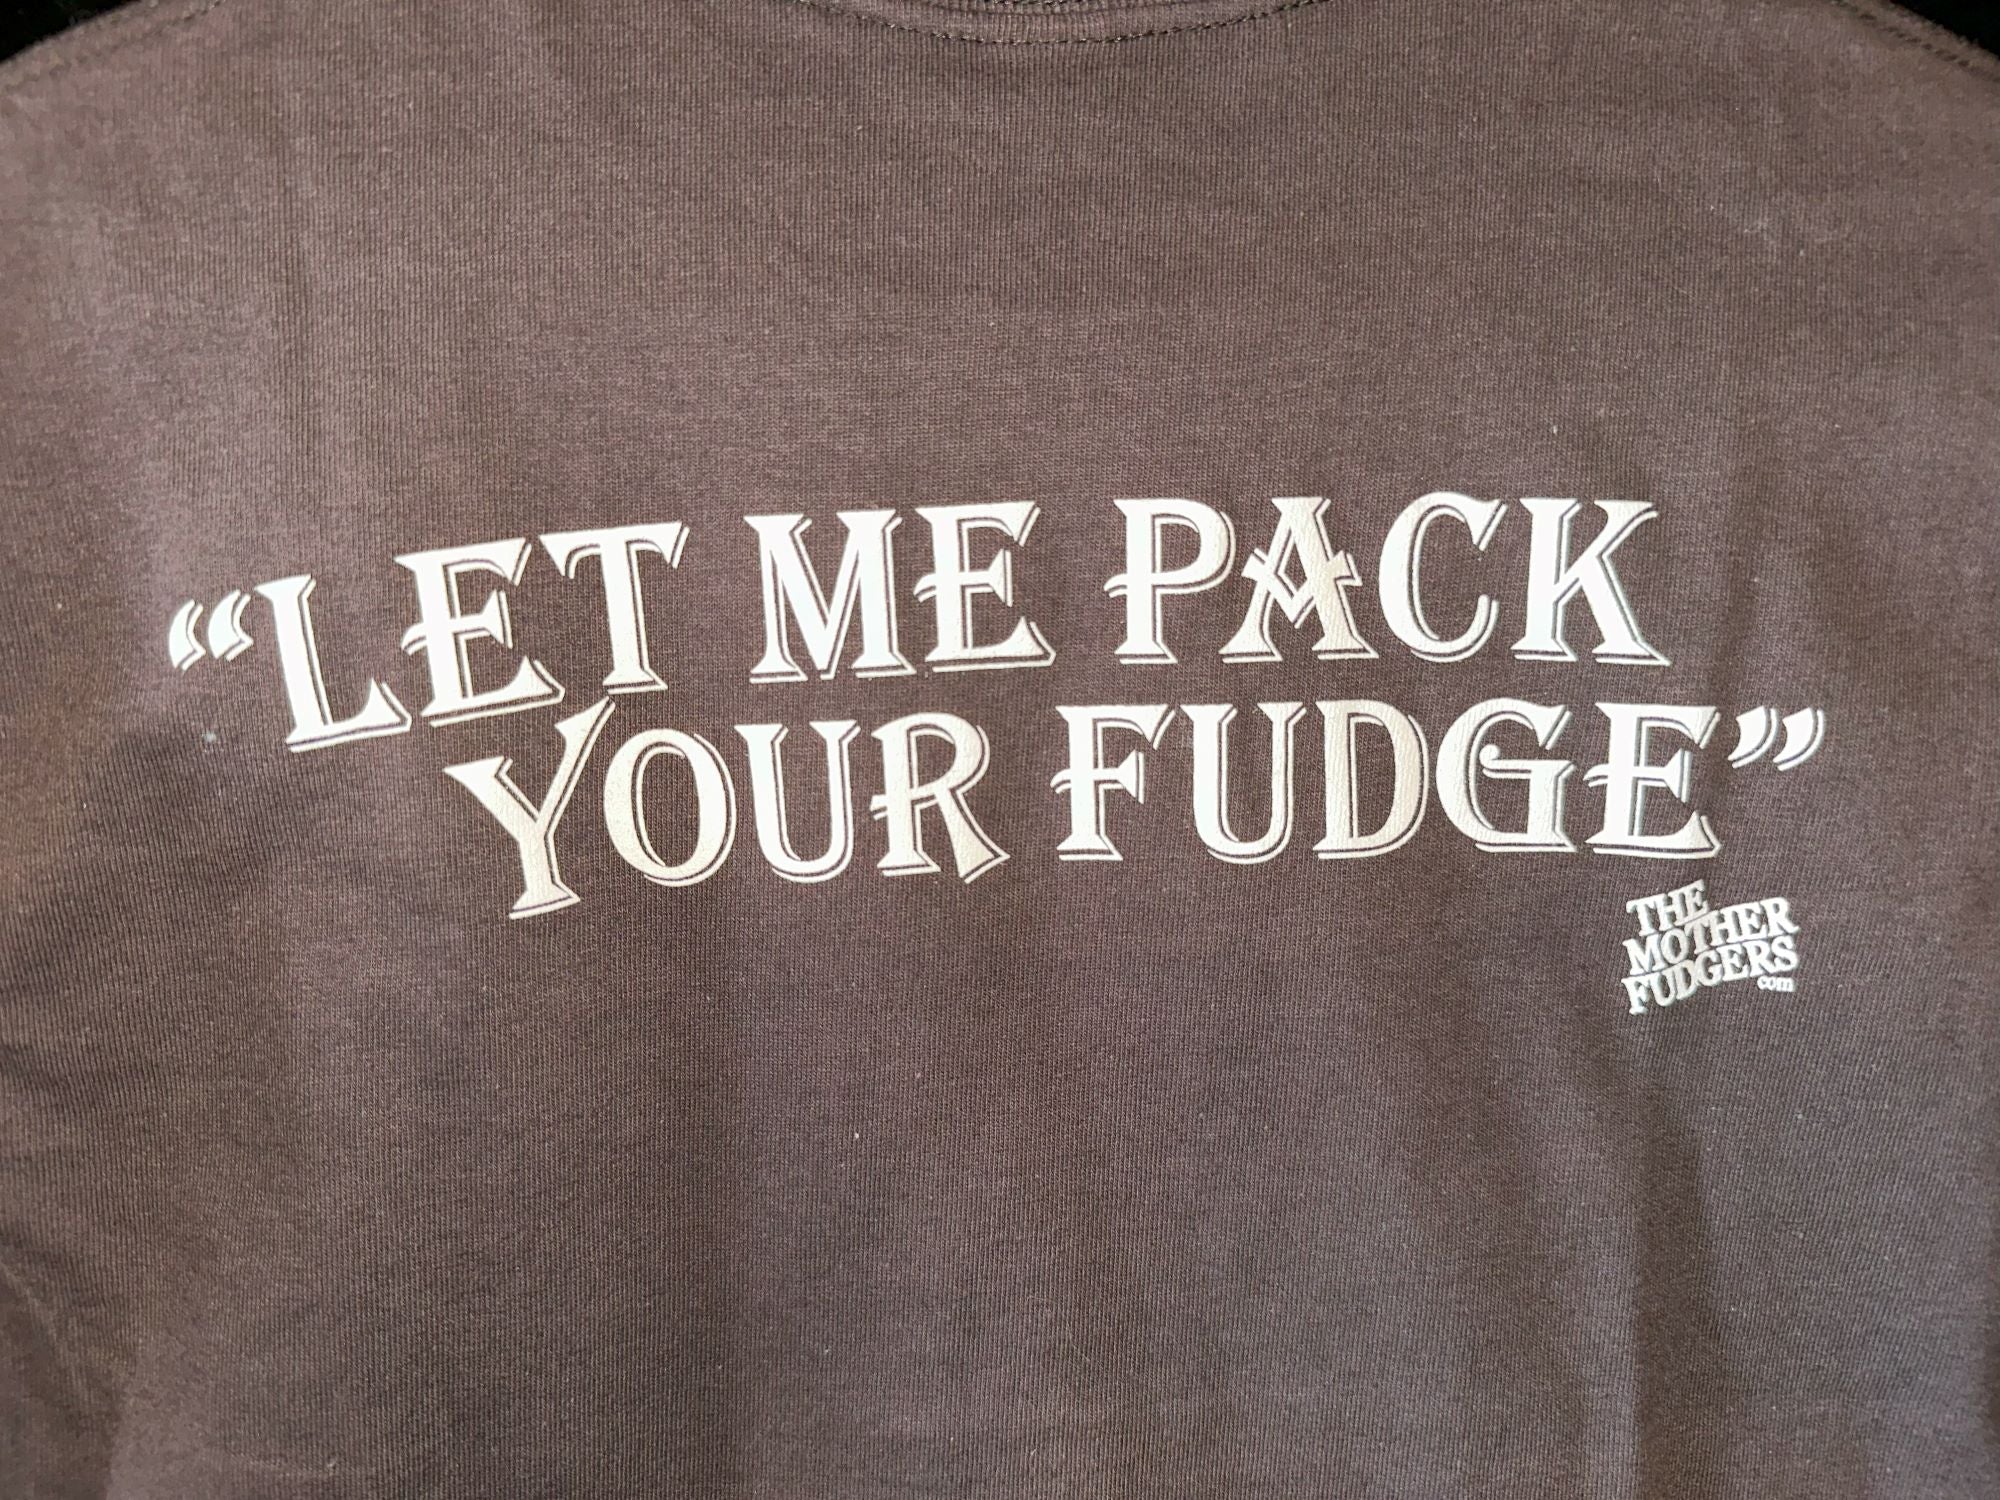 “LET ME PACK
YOUR FUDGE”
THE
MOTHER
FUDGERS
.com